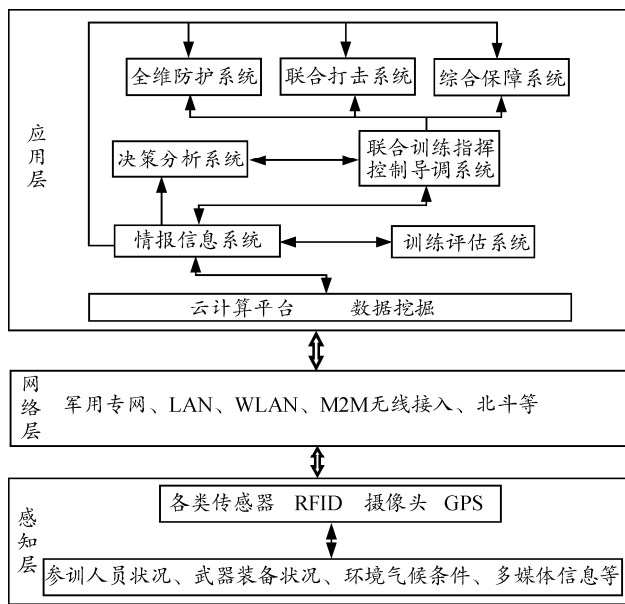 应用层
全维防护系统
联合打击系统
综合保障系统
决策分析系统
联合训练指挥
控制导调系统
情报信息系统
训练评估系统
云计算平台 数据挖掘
网络层
军用专网、LAN、WLAN、M2M无线接入、北斗等
感知层
各类传感器 RFID 摄像头 GPS
参训人员状况、武器装备状况、环境气候条件、多媒体信息等